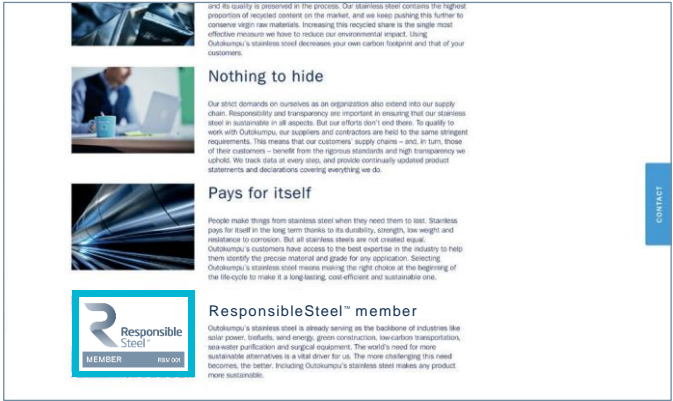 and its quality is preserved in the process. Our stainless steel contains the highest
proportion of recycled content on the market, and we keep pushing this further to
conserve virgin raw materials. Increasing this recycled share is the single most
effective measure we have to reduce our environmental impact. Using
Outokumpu's stainless steel decreases your own carbon footprint and that of your
customers.
Nothing to hide
Our strict demands on ourselves as an organization also extend into our supply
chain. Responsibility and transparency are important in ensuring that our stainless
steel in sustainable in all aspects. But our efforts don't end there. To qualify to
work with Outokumpu, our suppliers and contractors are held to the same stringent
requirements. This means that our customers' supply chains – and, in turn, those
of their customers – benefit from the rigorous standards and high transparency we
uphold. We track data at every step, and provide continually updated product
statements and declarations covering everything we do.
Pays for itself
People make things from stainless steel when they need them to last. Stainless
pays for itself in the long term thanks to its durability, strength, low weight and
resistance to corrosion. But all stainless steels are not created equal.
Outokumpu's customers have access to the best expertise in the industry to help
them identify the precise material and grade for any application. Selecting
Outokumpu's stainless steel means making the right choice at the beginning of
the life-cycle to make it a long-lasting, cost-efficient and sustainable one.
CONTACT
Responsible
Steel™
MEMBER RSV 001
ResponsibleSteel™ member
Outokumpu's stainless steel is already serving as the backbone of industries like
solar power, biofuels, wind energy, green construction, low-carbon transportation,
sea-water purification and surgical equipment. The world's need for more
sustainable alternatives is a vital driver for us. The more challenging this need
becomes, the better. Including Outokumpu's stainless steel makes any product
more sustainable.